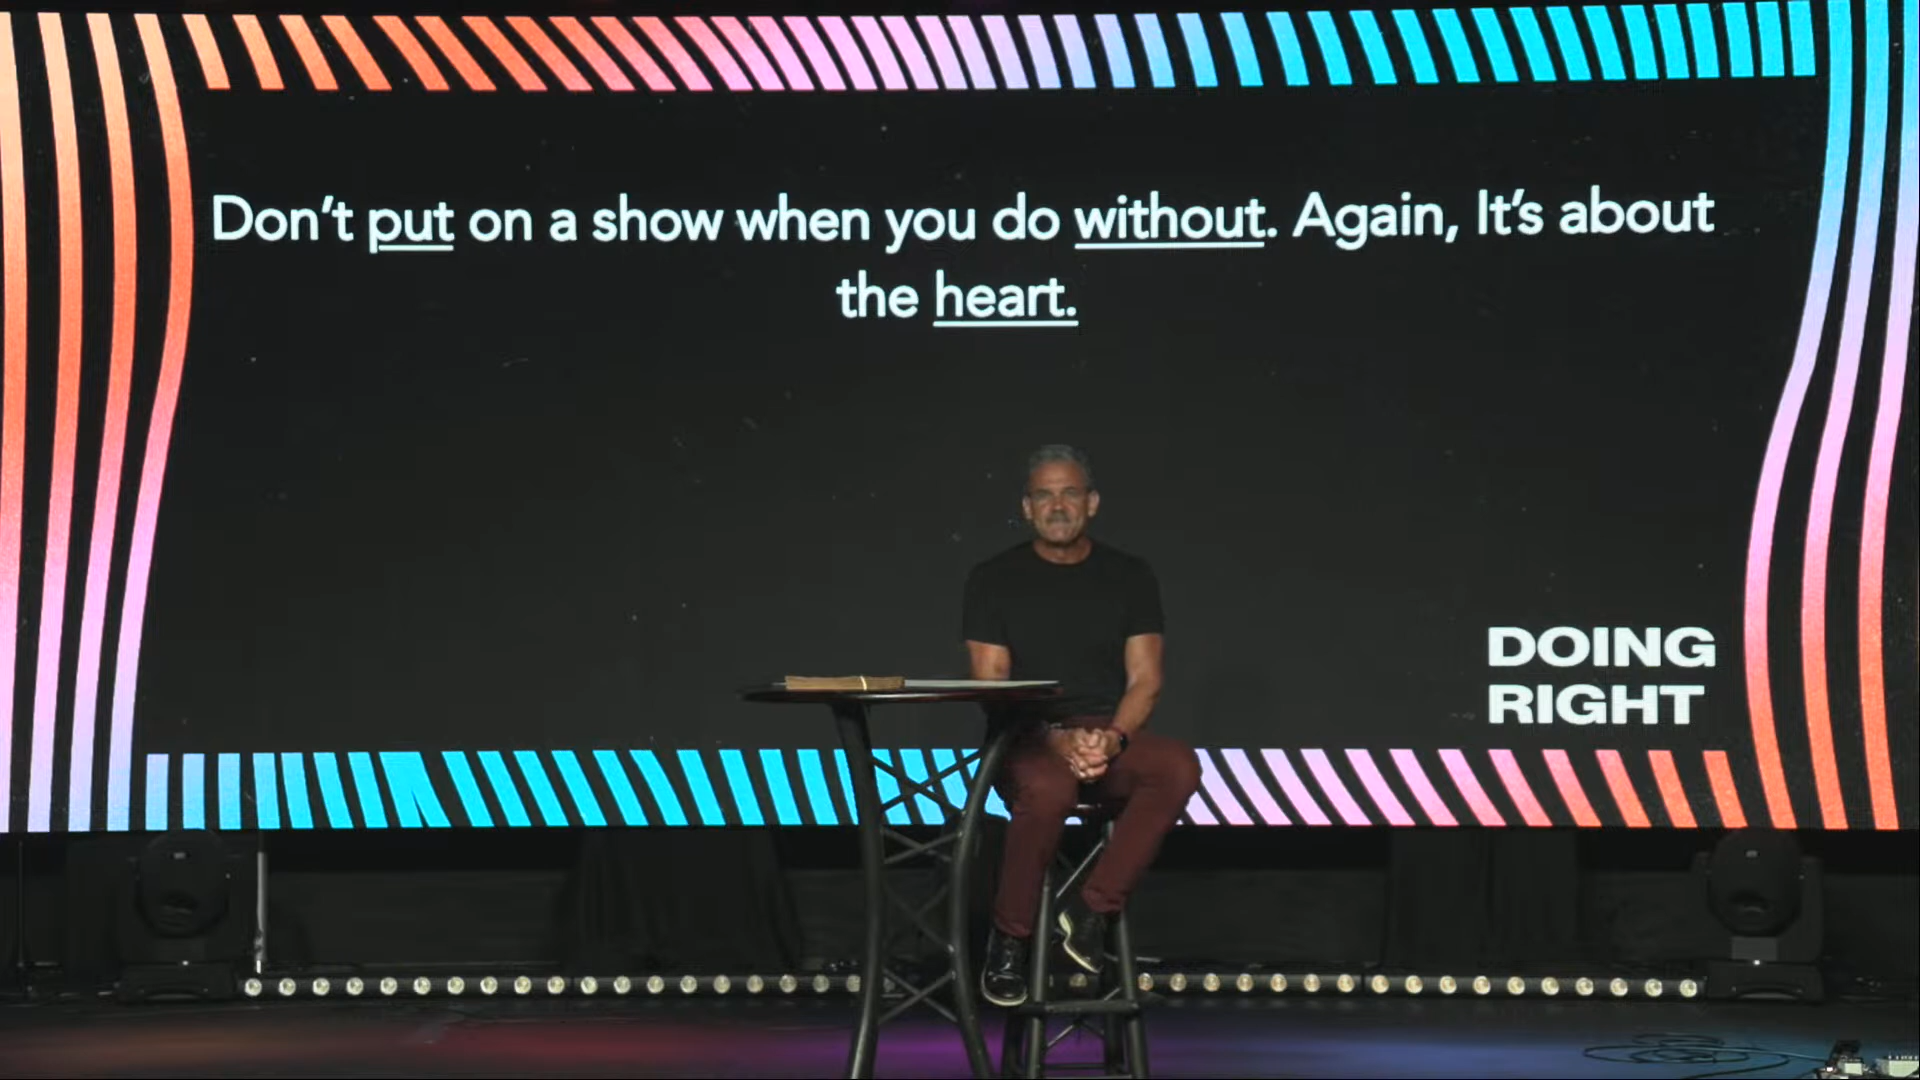 Don't put on a show when you do without. Again, It's about
the heart.
DOING
RIGHT